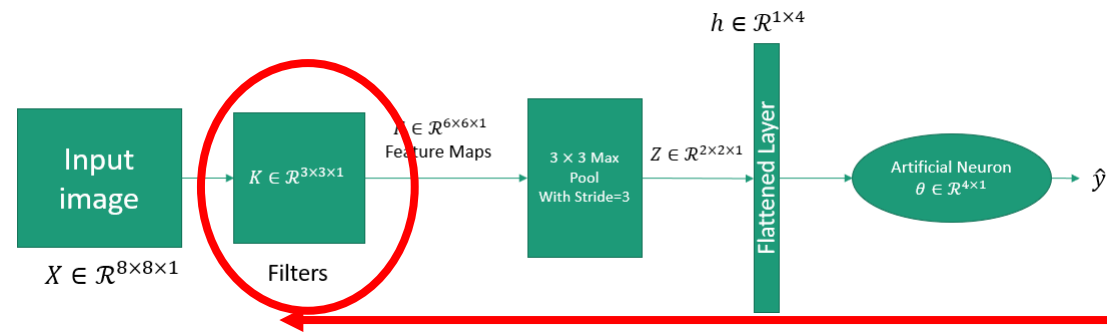 Input
image
X ∈ ℛ^{8×8×1}
K ∈ ℛ^{3×3×1}
Filters
∈ ℛ^{6×6×1}
Feature Maps
3 × 3 Max
Pool
With Stride=3
Z ∈ ℛ^{2×2×1}
h ∈ ℛ^{1×4}
Flattened Layer
Artificial Neuron
θ ∈ ℛ^{4×1}
ŷ